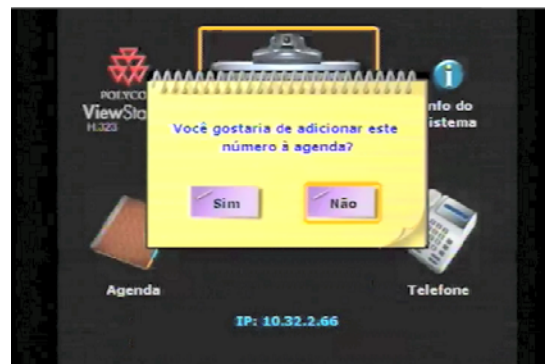 POLYCO
ViewSta
H.323
nfo do
istema
Você gostaria de adicionar este
número à agenda?
Sim
Não
Agenda
Telefone
IP: 10.32.2.66